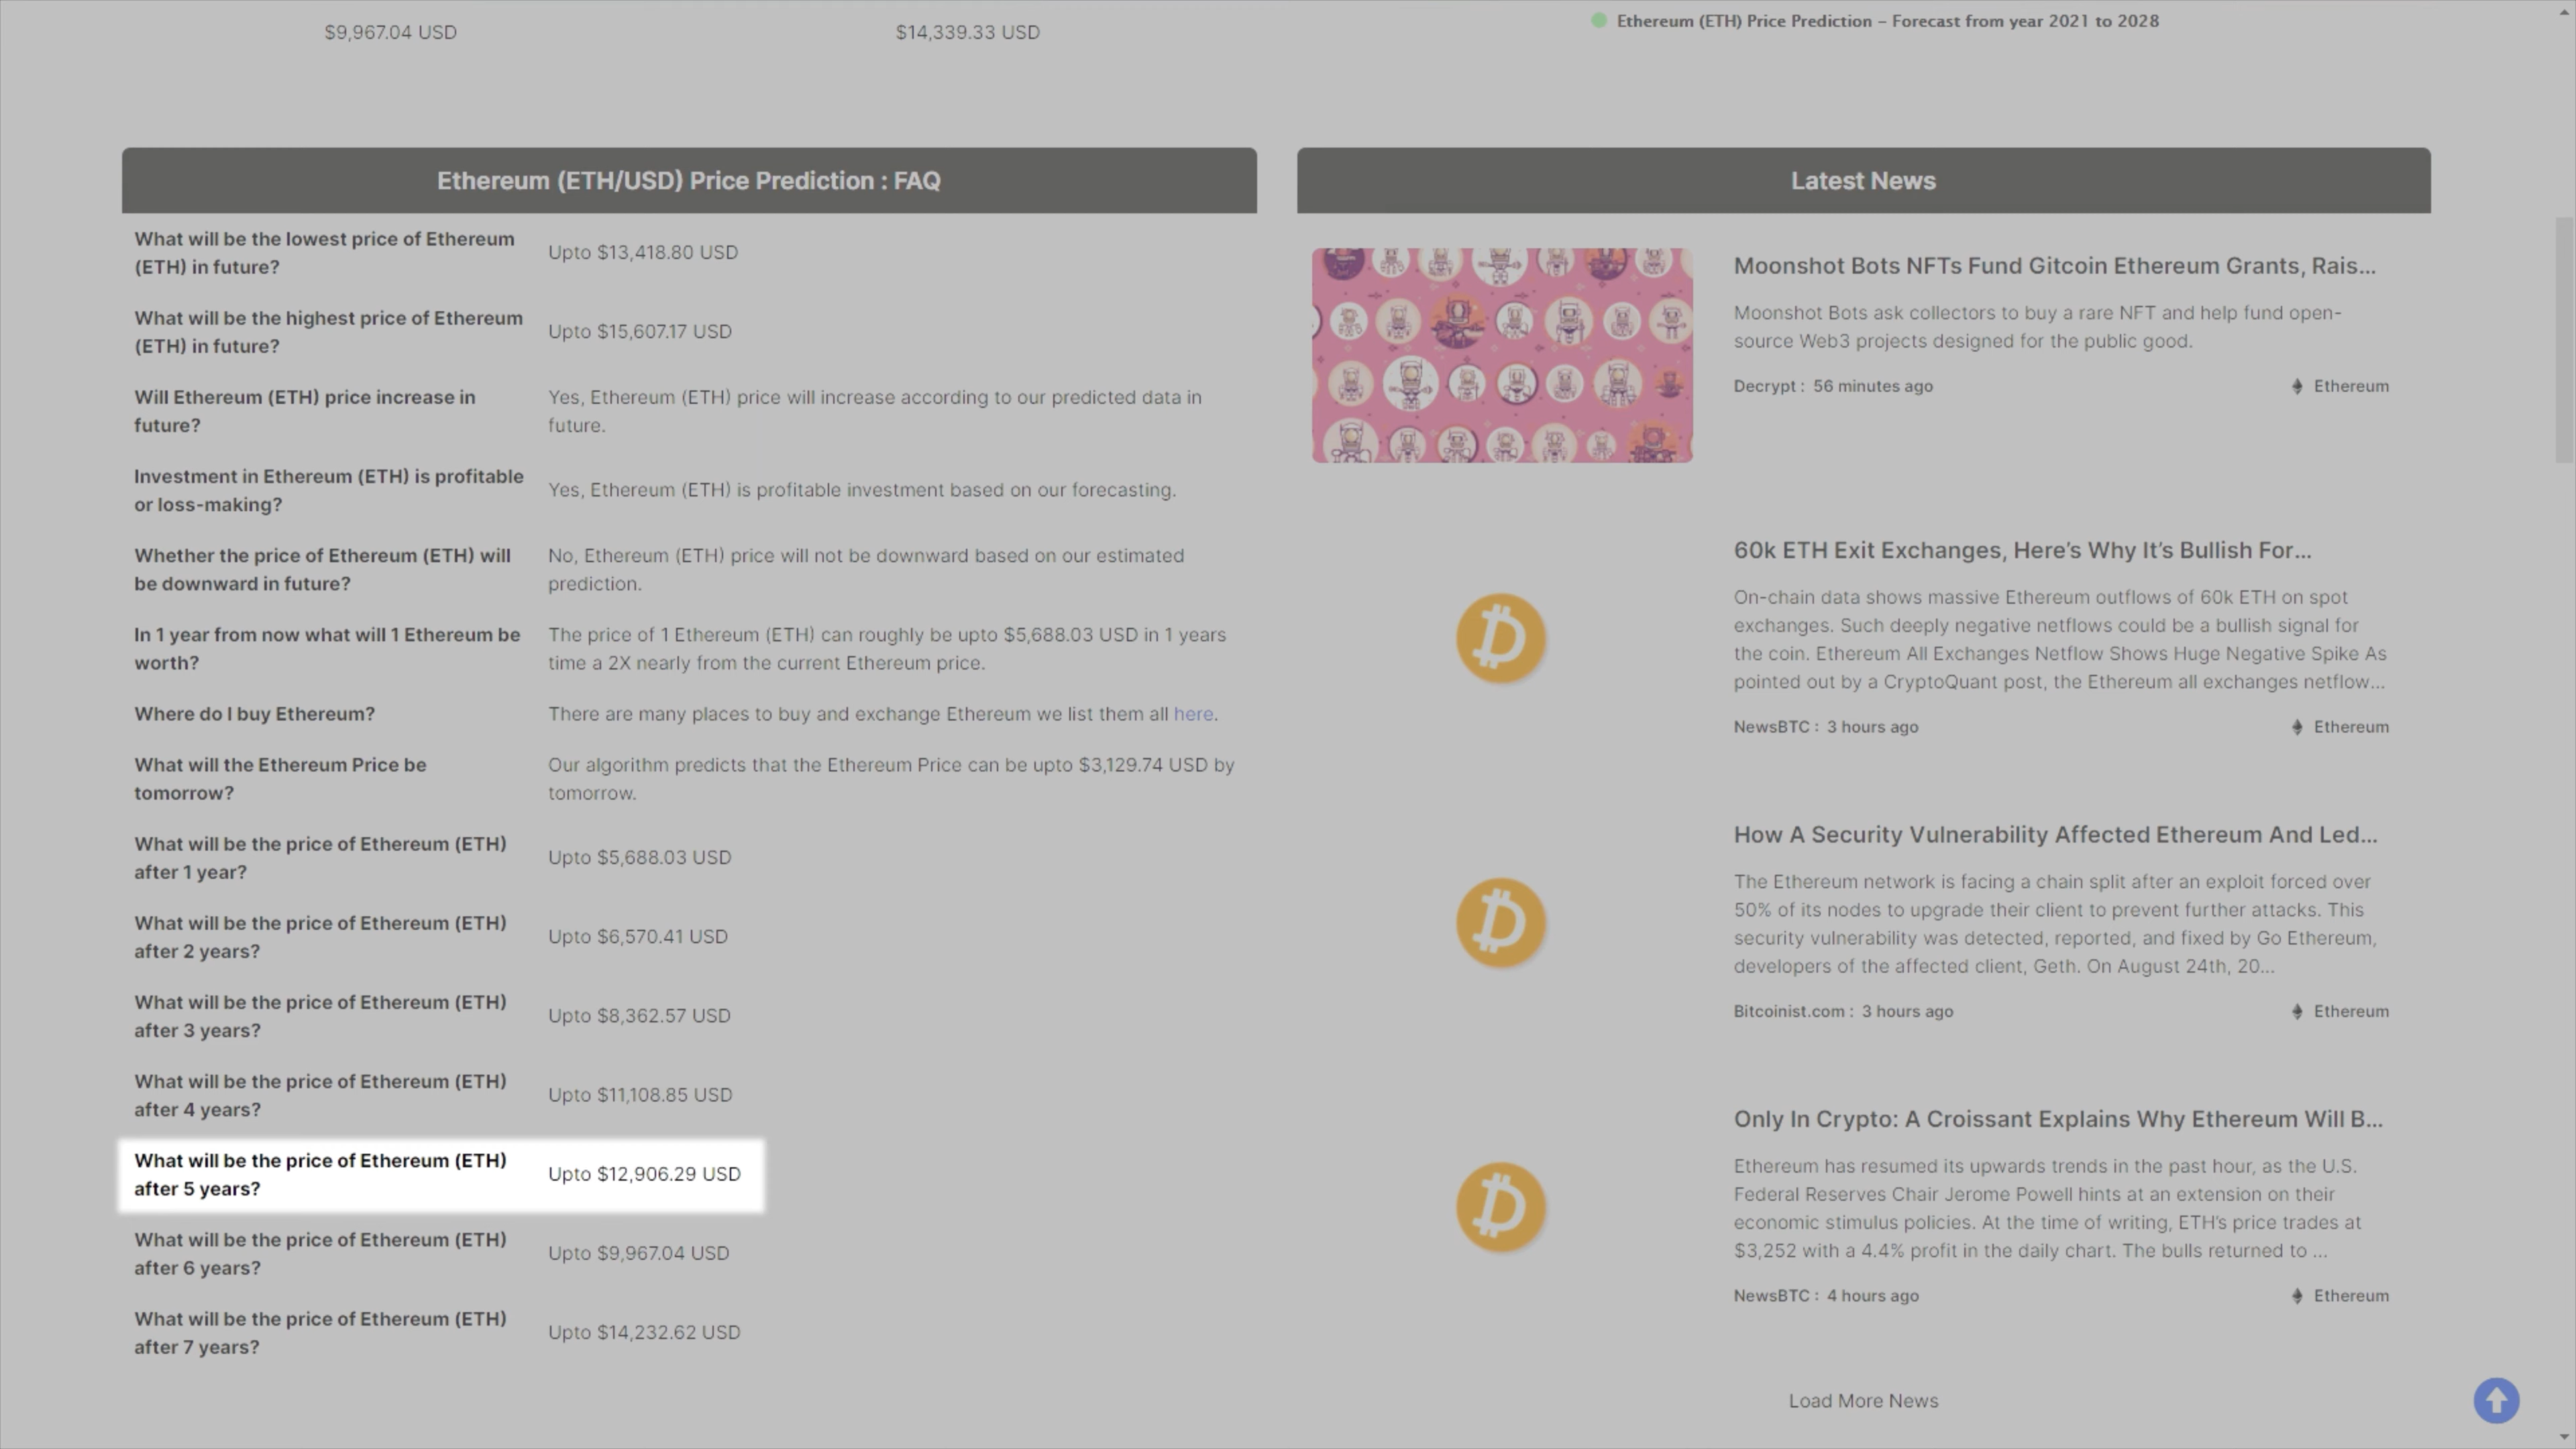 $9,967.04 USD
$14,339.33 USD
Ethereum (ETH) Price Prediction – Forecast from year 2021 to 2028
Ethereum (ETH/USD) Price Prediction : FAQ
What will be the lowest price of Ethereum
(ETH) in future?
Upto $13,418.80 USD
What will be the highest price of Ethereum
(ETH) in future?
Upto $15,607.17 USD
Will Ethereum (ETH) price increase in
future?
Yes, Ethereum (ETH) price will increase according to our predicted data in
future.
Investment in Ethereum (ETH) is profitable
or loss-making?
Yes, Ethereum (ETH) is profitable investment based on our forecasting.
Whether the price of Ethereum (ETH) will
be downward in future?
No, Ethereum (ETH) price will not be downward based on our estimated
prediction.
In 1 year from now what will 1 Ethereum be
worth?
The price of 1 Ethereum (ETH) can roughly be upto $5,688.03 USD in 1 years
time a 2X nearly from the current Ethereum price.
Where do I buy Ethereum?
There are many places to buy and exchange Ethereum we list them all here.
What will the Ethereum Price be
tomorrow?
Our algorithm predicts that the Ethereum Price can be upto $3,129.74 USD by
tomorrow.
What will be the price of Ethereum (ETH)
after 1 year?
Upto $5,688.03 USD
What will be the price of Ethereum (ETH)
after 2 years?
Upto $6,570.41 USD
What will be the price of Ethereum (ETH)
after 3 years?
Upto $8,362.57 USD
What will be the price of Ethereum (ETH)
after 4 years?
Upto $11,108.85 USD
What will be the price of Ethereum (ETH)
after 5 years?
Upto $12,906.29 USD
What will be the price of Ethereum (ETH)
after 6 years?
Upto $9,967.04 USD
What will be the price of Ethereum (ETH)
after 7 years?
Upto $14,232.62 USD
Latest News
Moonshot Bots NFTs Fund Gitcoin Ethereum Grants, Rais...
Moonshot Bots ask collectors to buy a rare NFT and help fund open-
source Web3 projects designed for the public good.
Decrypt : 56 minutes ago
Ethereum
60k ETH Exit Exchanges, Here’s Why It’s Bullish For...
On-chain data shows massive Ethereum outflows of 60k ETH on spot
exchanges. Such deeply negative netflows could be a bullish signal for
the coin. Ethereum All Exchanges Netflow Shows Huge Negative Spike As
pointed out by a CryptoQuant post, the Ethereum all exchanges netflow...
NewsBTC : 3 hours ago
Ethereum
How A Security Vulnerability Affected Ethereum And Led...
The Ethereum network is facing a chain split after an exploit forced over
50% of its nodes to upgrade their client to prevent further attacks. This
security vulnerability was detected, reported, and fixed by Go Ethereum,
developers of the affected client, Geth. On August 24th, 20...
Bitcoinist.com : 3 hours ago
Ethereum
Only In Crypto: A Croissant Explains Why Ethereum Will B...
Ethereum has resumed its upwards trends in the past hour, as the U.S.
Federal Reserves Chair Jerome Powell hints at an extension on their
economic stimulus policies. At the time of writing, ETH’s price trades at
$3,252 with a 4.4% profit in the daily chart. The bulls returned to ...
NewsBTC : 4 hours ago
Ethereum
Load More News